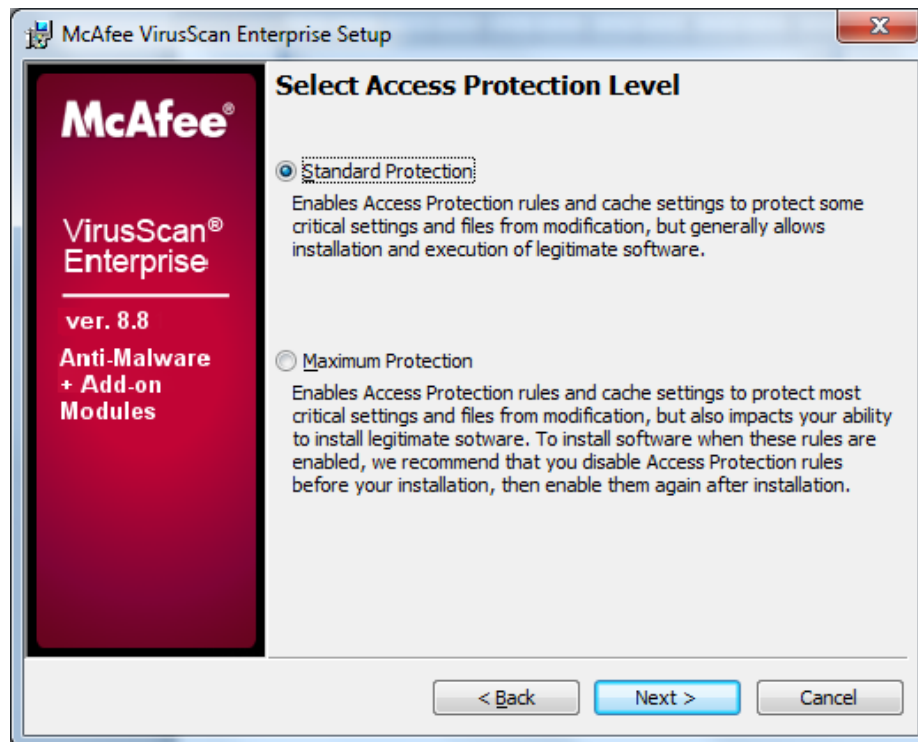 McAfee VirusScan Enterprise Setup
McAfee®
VirusScan®
Enterprise
ver. 8.8
Anti-Malware
+ Add-on
Modules
Select Access Protection Level
Standard Protection
Enables Access Protection rules and cache settings to protect some
critical settings and files from modification, but generally allows
installation and execution of legitimate software.
Maximum Protection
Enables Access Protection rules and cache settings to protect most
critical settings and files from modification, but also impacts your ability
to install legitimate sotware. To install software when these rules are
enabled, we recommend that you disable Access Protection rules
before your installation, then enable them again after installation.
< Back
Next >
Cancel